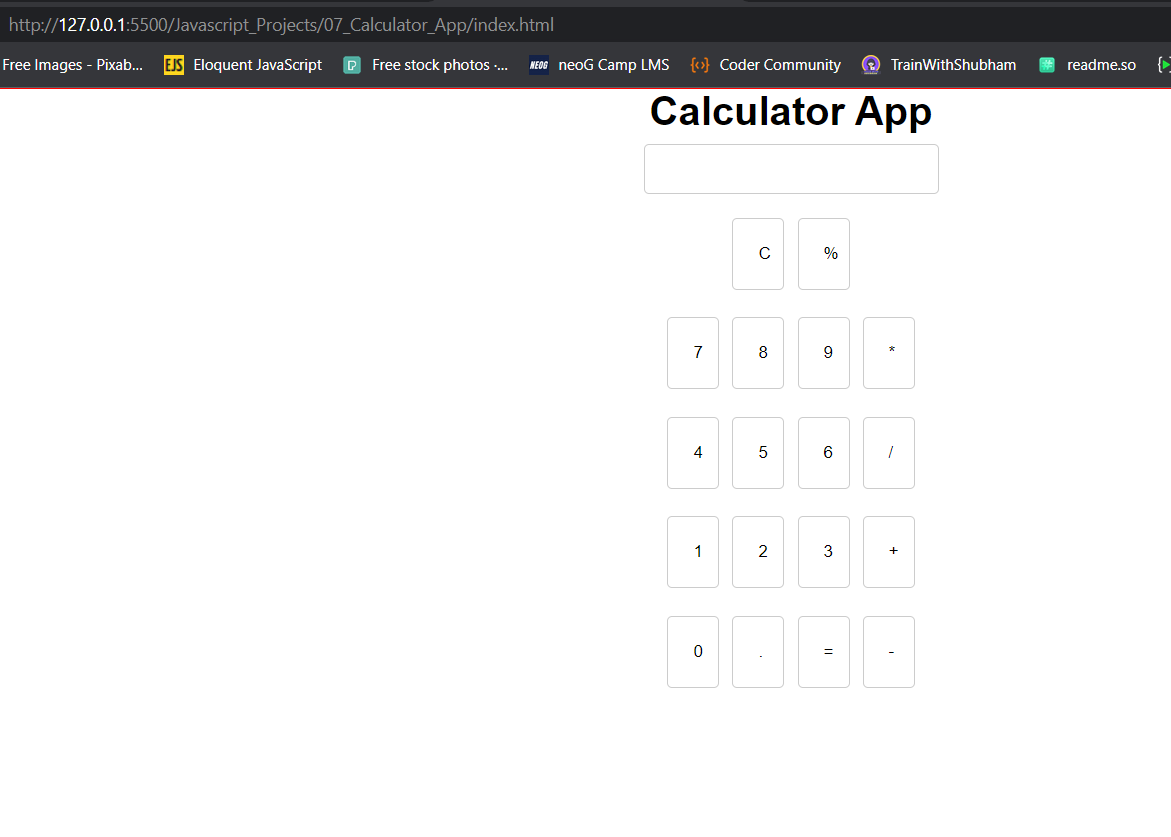 http://127.0.0.1:5500/Javascript_Projects/07_Calculator_App/index.html
Free Images - Pixab... EJS Eloquent JavaScript Free stock photos ·... NEOG neoG Camp LMS Coder Community TrainWithShubham readme.so
Calculator App
C %
7 8 9 *
4 5 6 /
1 2 3 +
0 . = -